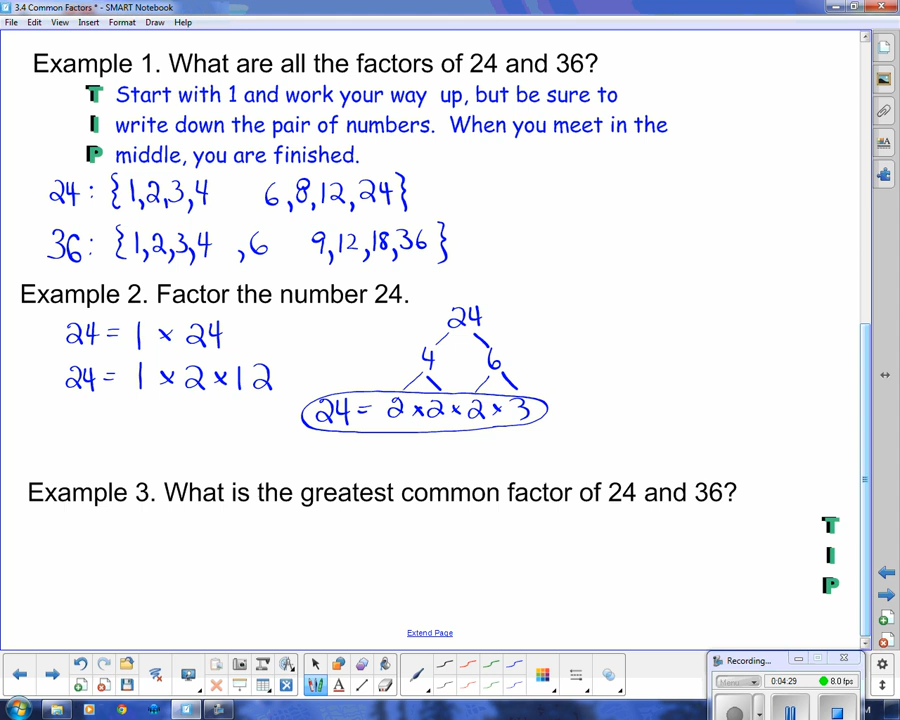 3.4 Common Factors * - SMART Notebook
File Edit View Insert Format Draw Help
Example 1. What are all the factors of 24 and 36?
T Start with 1 and work your way up, but be sure to
I write down the pair of numbers. When you meet in the
P middle, you are finished.
24: {1,2,3,4 6,8,12,24}
36: {1,2,3,4 ,6 9,12,18,36}
Example 2. Factor the number 24.
24
24 = 1 × 24
4 6
24 = 1 × 2 × 12
24 = 2 × 2 × 2 × 3
Example 3. What is the greatest common factor of 24 and 36?
T
I
P
Extend Page
Recording...
Menu 0:04:29 8.0 fps